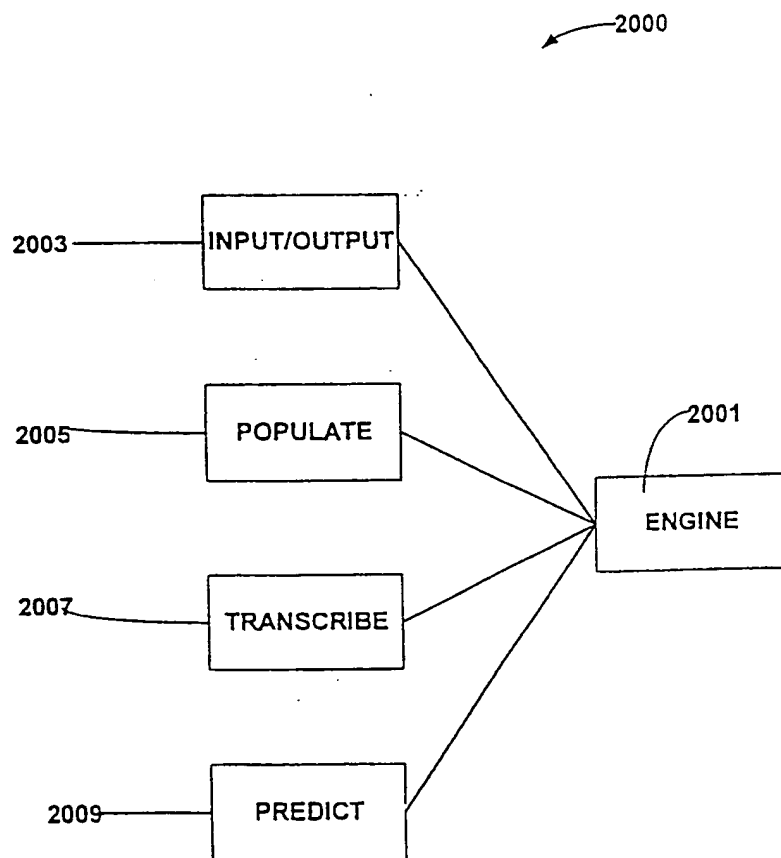 2000
2003 INPUT/OUTPUT
2005 POPULATE
2001
ENGINE
2007 TRANSCRIBE
2009 PREDICT